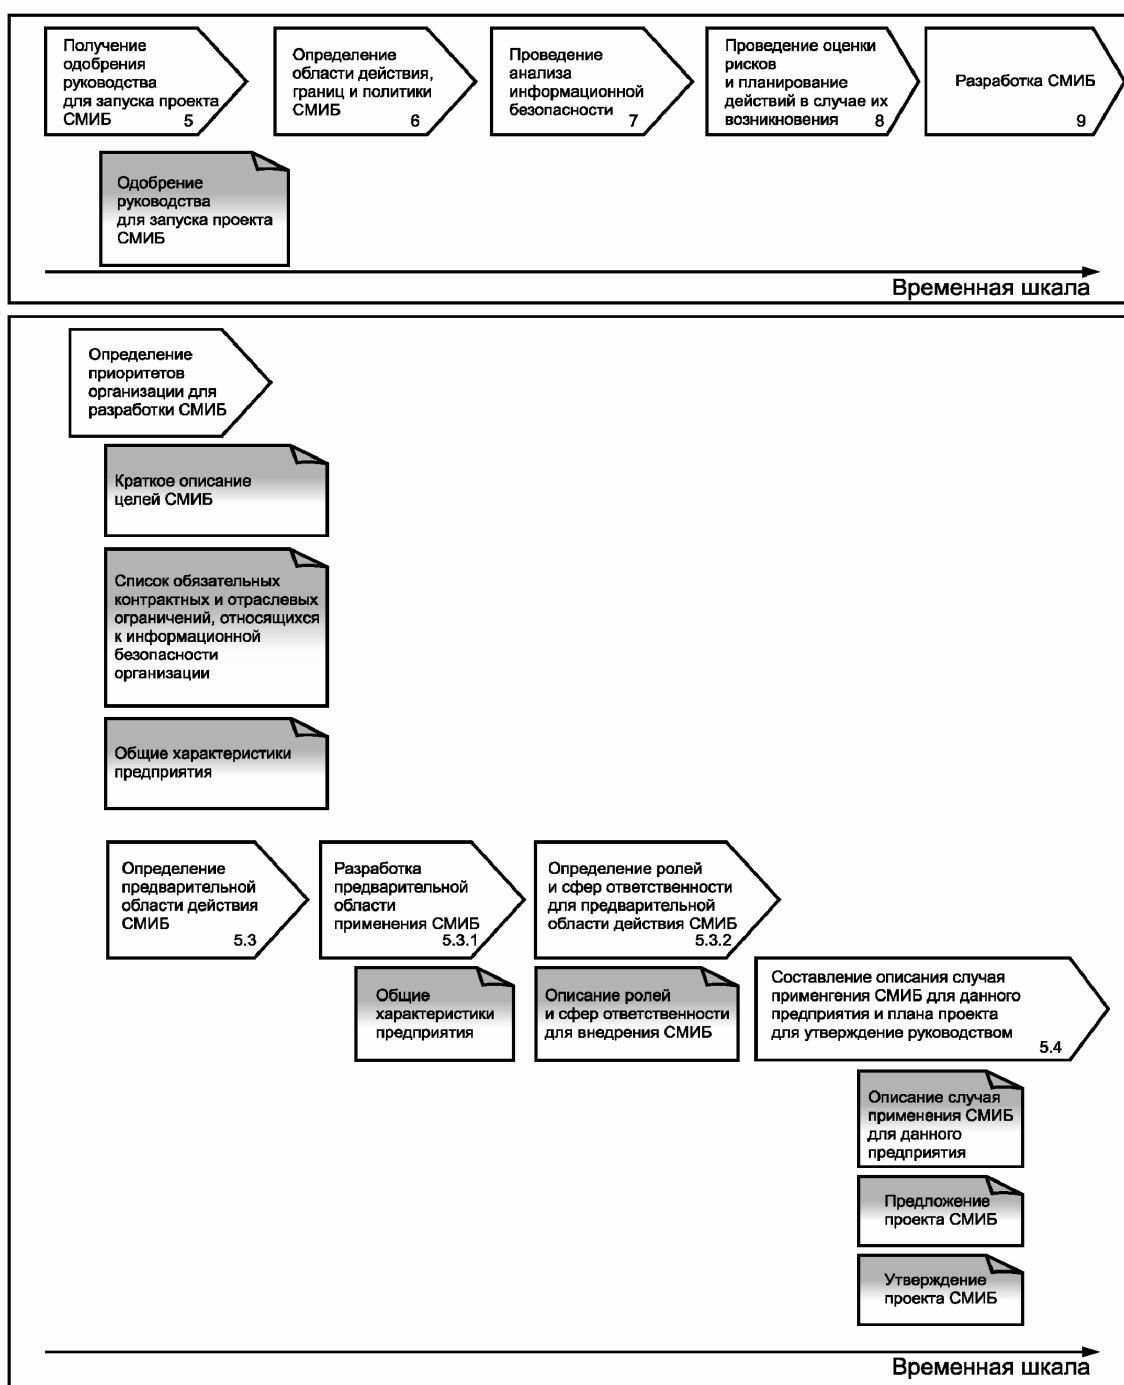 Получение
одобрения
руководства
для запуска проекта
СМИБ
5
Определение
области действия,
границ и политики
СМИБ
6
Проведение
анализа
информационной
безопасности
7
Проведение оценки
рисков
и планирование
действий в случае их
возникновения
8
Разработка СМИБ
9
Одобрение
руководства
для запуска проекта
СМИБ
Временная шкала
Определение
приоритетов
организации для
разработки СМИБ
Краткое описание
целей СМИБ
Список обязательных
контрактных и отраслевых
ограничений, относящихся
к информационной
безопасности
организации
Общие характеристики
предприятия
Определение
предварительной
области действия
СМИБ
5.3
Разработка
предварительной
области
применения СМИБ
5.3.1
Определение ролей
и сфер ответственности
для предварительной
области действия СМИБ
5.3.2
Общие
характеристики
предприятия
Описание ролей
и сфер ответственности
для внедрения СМИБ
Составление описания случая
применгения СМИБ для данного
предприятия и плана проекта
для утверждение руководством
5.4
Описание случая
применения СМИБ
для данного
предприятия
Предложение
проекта СМИБ
Утверждение
проекта СМИБ
Временная шкала